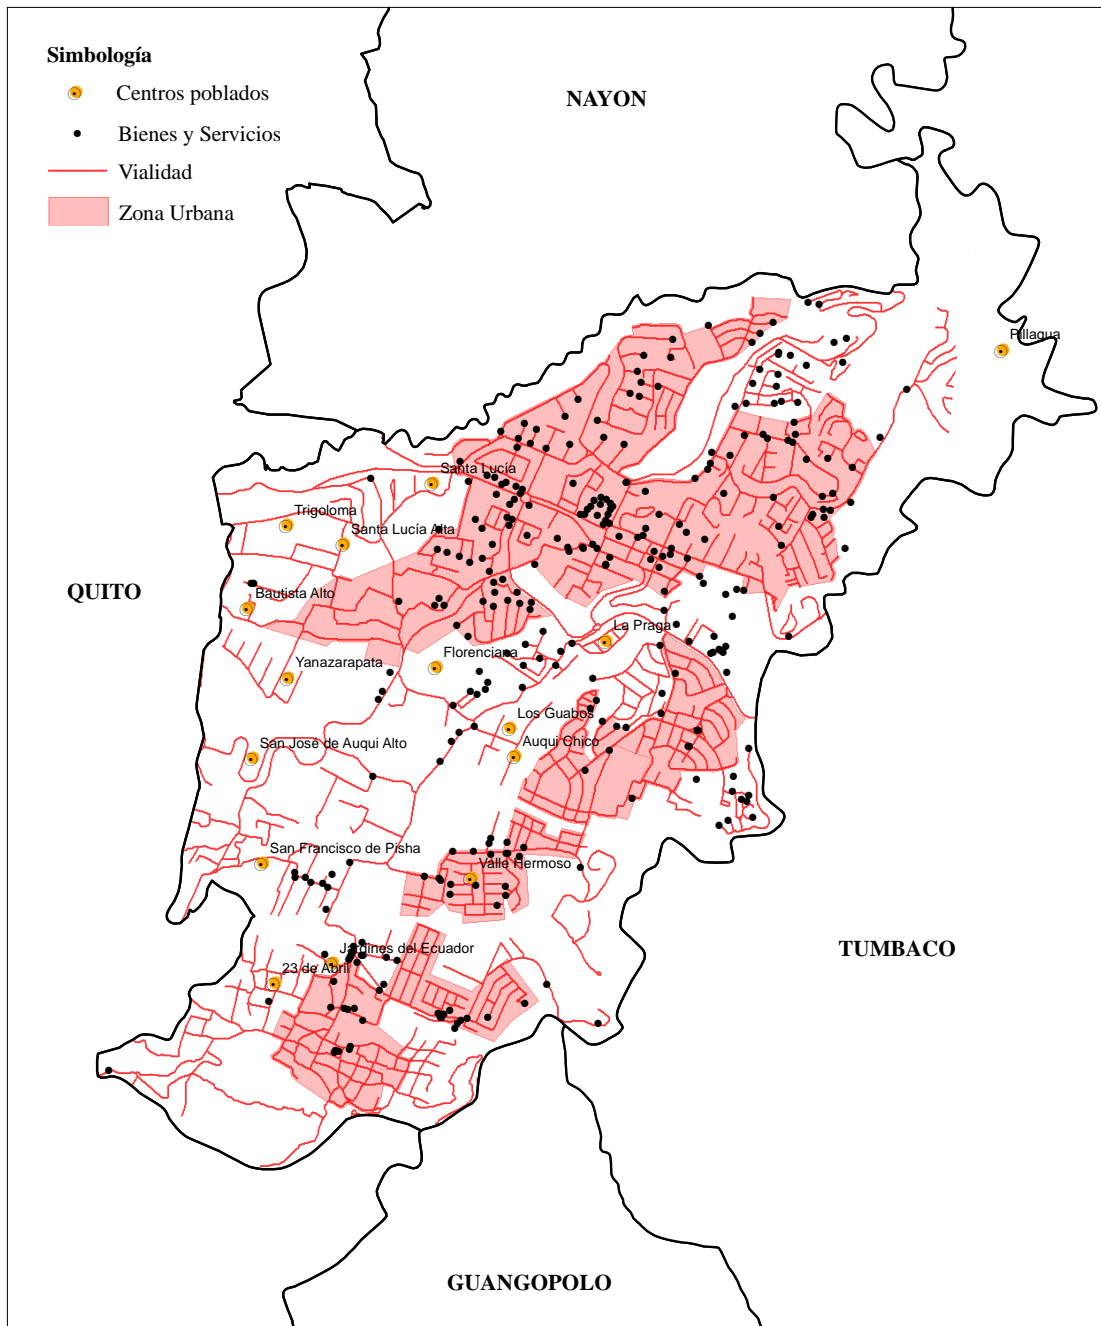 Simbología
Centros poblados
Bienes y Servicios
Vialidad
Zona Urbana
NAYON
Pillagua
Santa Lucía
Trigoloma
Santa Lucía Alta
QUITO
Bautista Alto
La Praga
Florenciana
Yanazarapata
Los Guabos
Auqui Chico
San José de Auqui Alto
San Francisco de Pisha
Valle Hermoso
Jardines del Ecuador
TUMBACO
23 de Abril
GUANGOPOLO